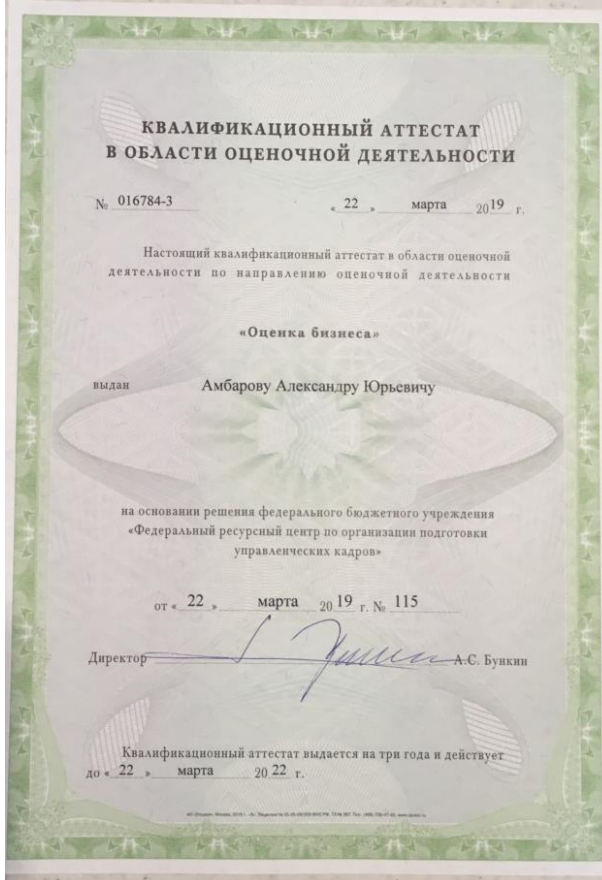 КВАЛИФИКАЦИОННЫЙ АТТЕСТАТ
В ОБЛАСТИ ОЦЕНОЧНОЙ ДЕЯТЕЛЬНОСТИ
№ 016784-3 « 22 » марта 2019 г.
Настоящий квалификационный аттестат в области оценочной
деятельности по направлению оценочной деятельности
«Оценка бизнеса»
выдан Амбарову Александру Юрьевичу
на основании решения федерального бюджетного учреждения
«Федеральный ресурсный центр по организации подготовки
управленческих кадров»
от « 22 » марта 2019 г. № 115
Директор А.С. Бункин
Квалификационный аттестат выдается на три года и действует
до « 22 » марта 2022 г.